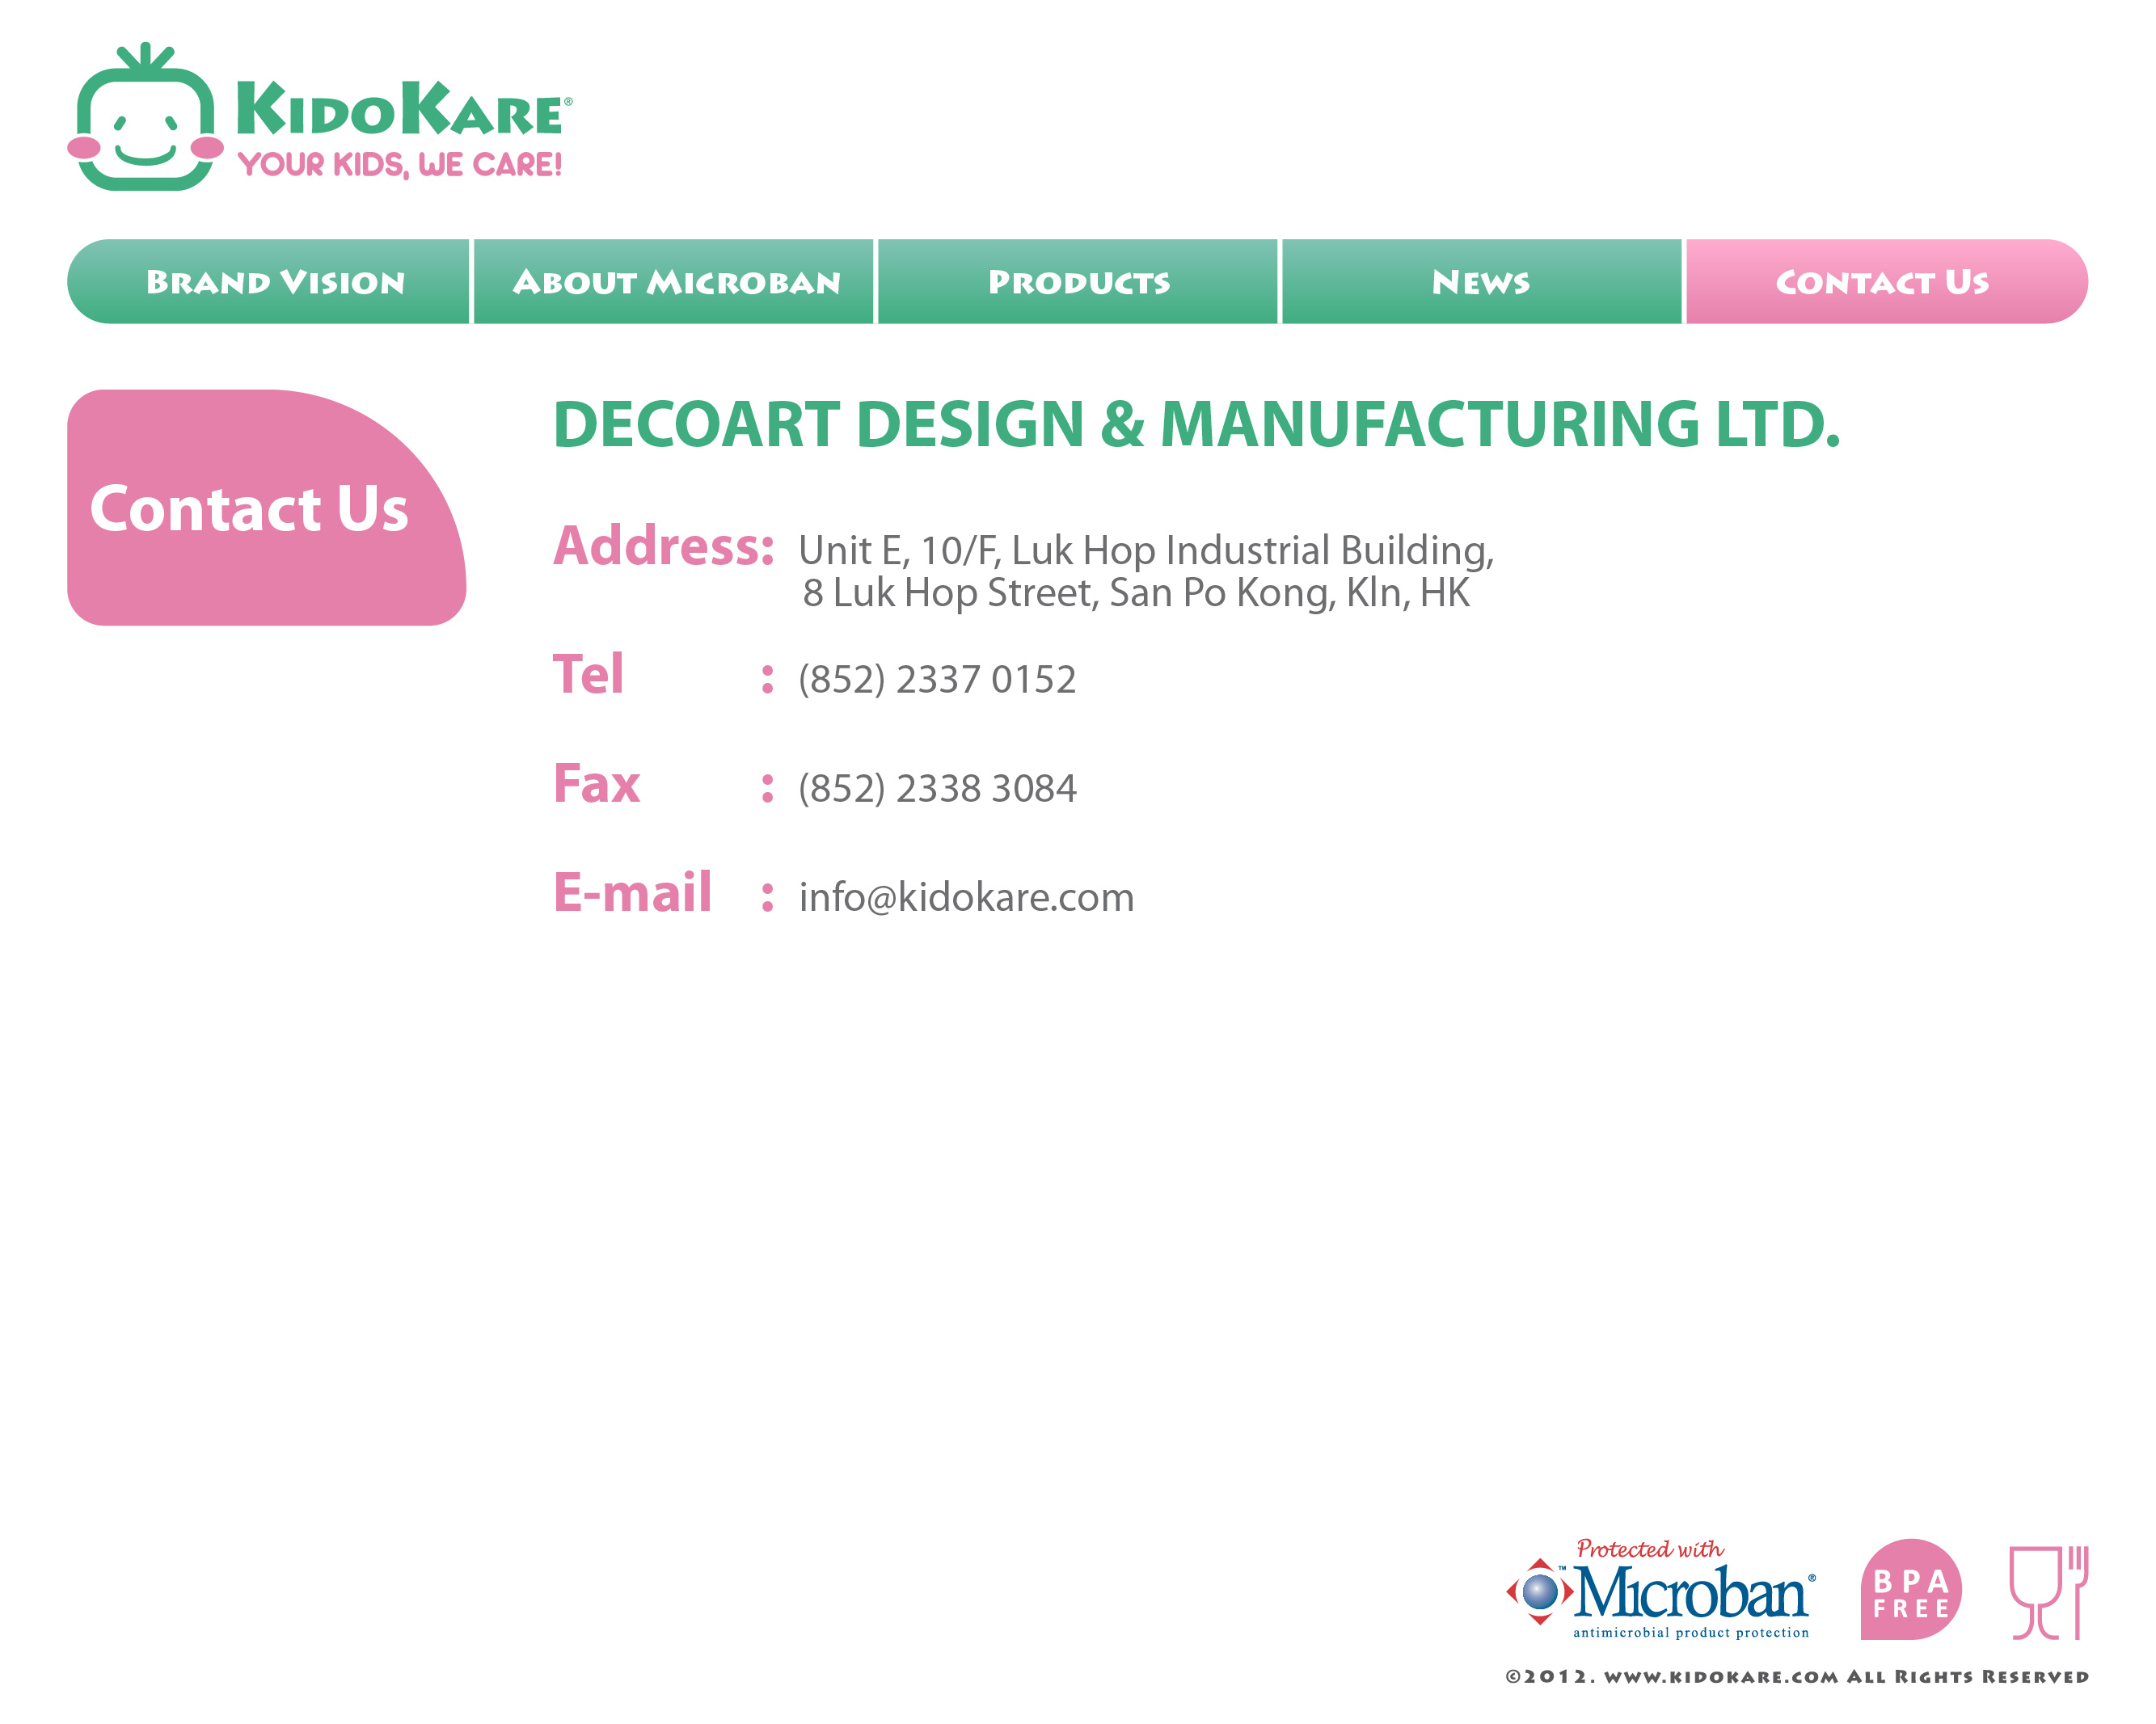 KIDOKARE®
YOUR KIDS, WE CARE!
BRAND VISION
ABOUT MICROBAN
PRODUCTS
NEWS
CONTACT US
Contact Us
DECOART DESIGN & MANUFACTURING LTD.
Address: Unit E, 10/F, Luk Hop Industrial Building,
8 Luk Hop Street, San Po Kong, Kln, HK
Tel : (852) 2337 0152
Fax : (852) 2338 3084
E-mail : info@kidokare.com
Protected with
™Microban®
antimicrobial product protection
BPA
FREE
©2012. WWW.KIDOKARE.COM ALL RIGHTS RESERVED